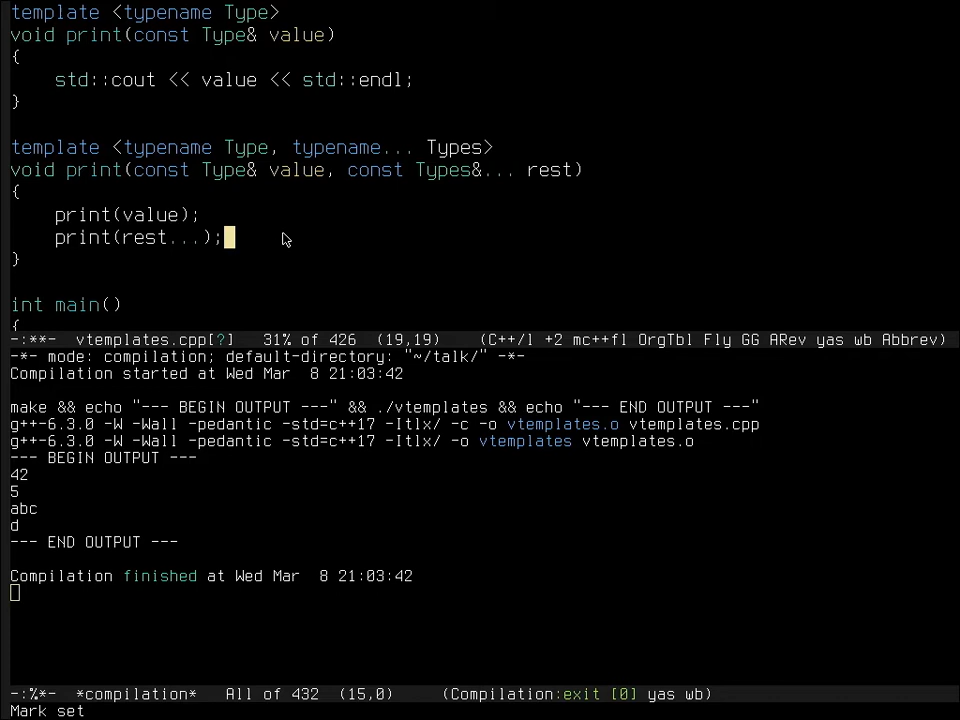 template <typename Type>
void print(const Type& value)
{
    std::cout << value << std::endl;
}
template <typename Type, typename... Types>
void print(const Type& value, const Types&... rest)
{
    print(value);
    print(rest...);
}
int main()
{
-:**-  vtemplates.cpp[?]   31% of 426  (19,19)    (C++/l +2 mc++fl OrgTbl Fly GG ARev yas wb Abbrev)
-*- mode: compilation; default-directory: "~/talk/" -*-
Compilation started at Wed Mar  8 21:03:42
make && echo "--- BEGIN OUTPUT ---" && ./vtemplates && echo "--- END OUTPUT ---"
g++-6.3.0 -W -Wall -pedantic -std=c++17 -Itlx/ -c -o vtemplates.o vtemplates.cpp
g++-6.3.0 -W -Wall -pedantic -std=c++17 -Itlx/ -o vtemplates vtemplates.o
--- BEGIN OUTPUT ---
42
5
abc
d
--- END OUTPUT ---
Compilation finished at Wed Mar  8 21:03:42
-:%*-  *compilation*   All of 432  (15,0)     (Compilation:exit [0] yas wb)
Mark set